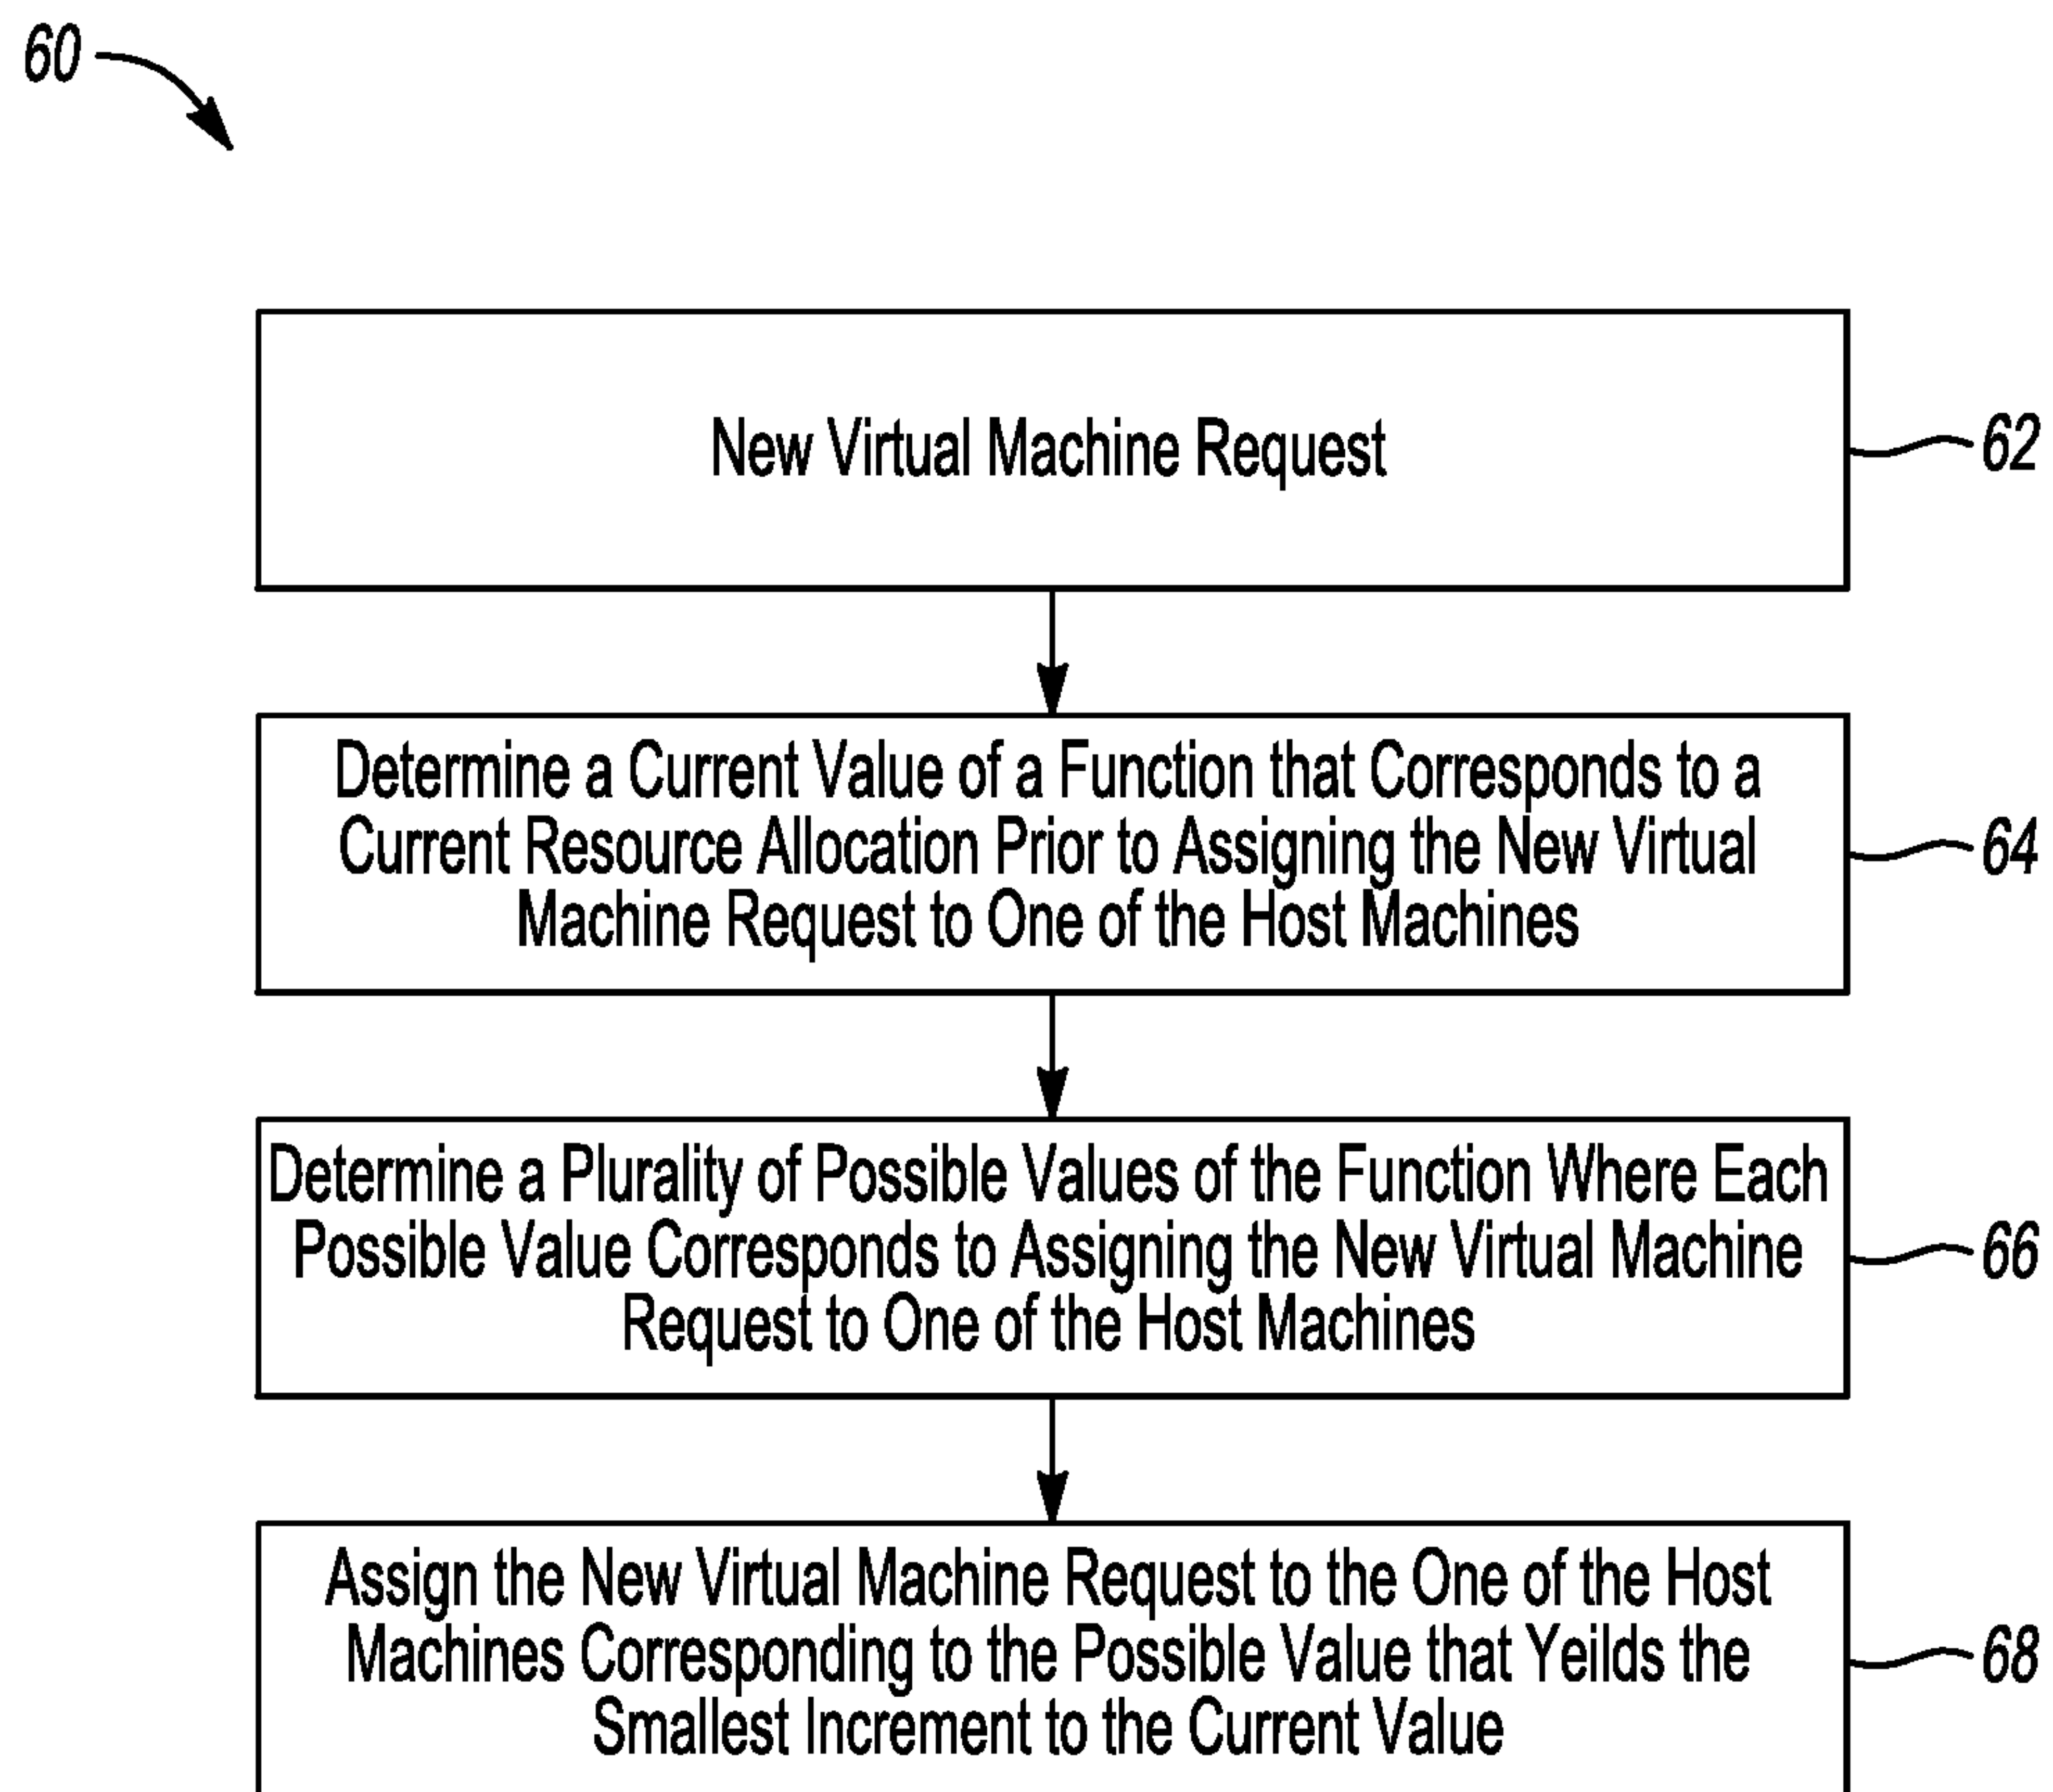 60
New Virtual Machine Request
62
Determine a Current Value of a Function that Corresponds to a
Current Resource Allocation Prior to Assigning the New Virtual
Machine Request to One of the Host Machines
64
Determine a Plurality of Possible Values of the Function Where Each
Possible Value Corresponds to Assigning the New Virtual Machine
Request to One of the Host Machines
66
Assign the New Virtual Machine Request to the One of the Host
Machines Corresponding to the Possible Value that Yeilds the
Smallest Increment to the Current Value
68